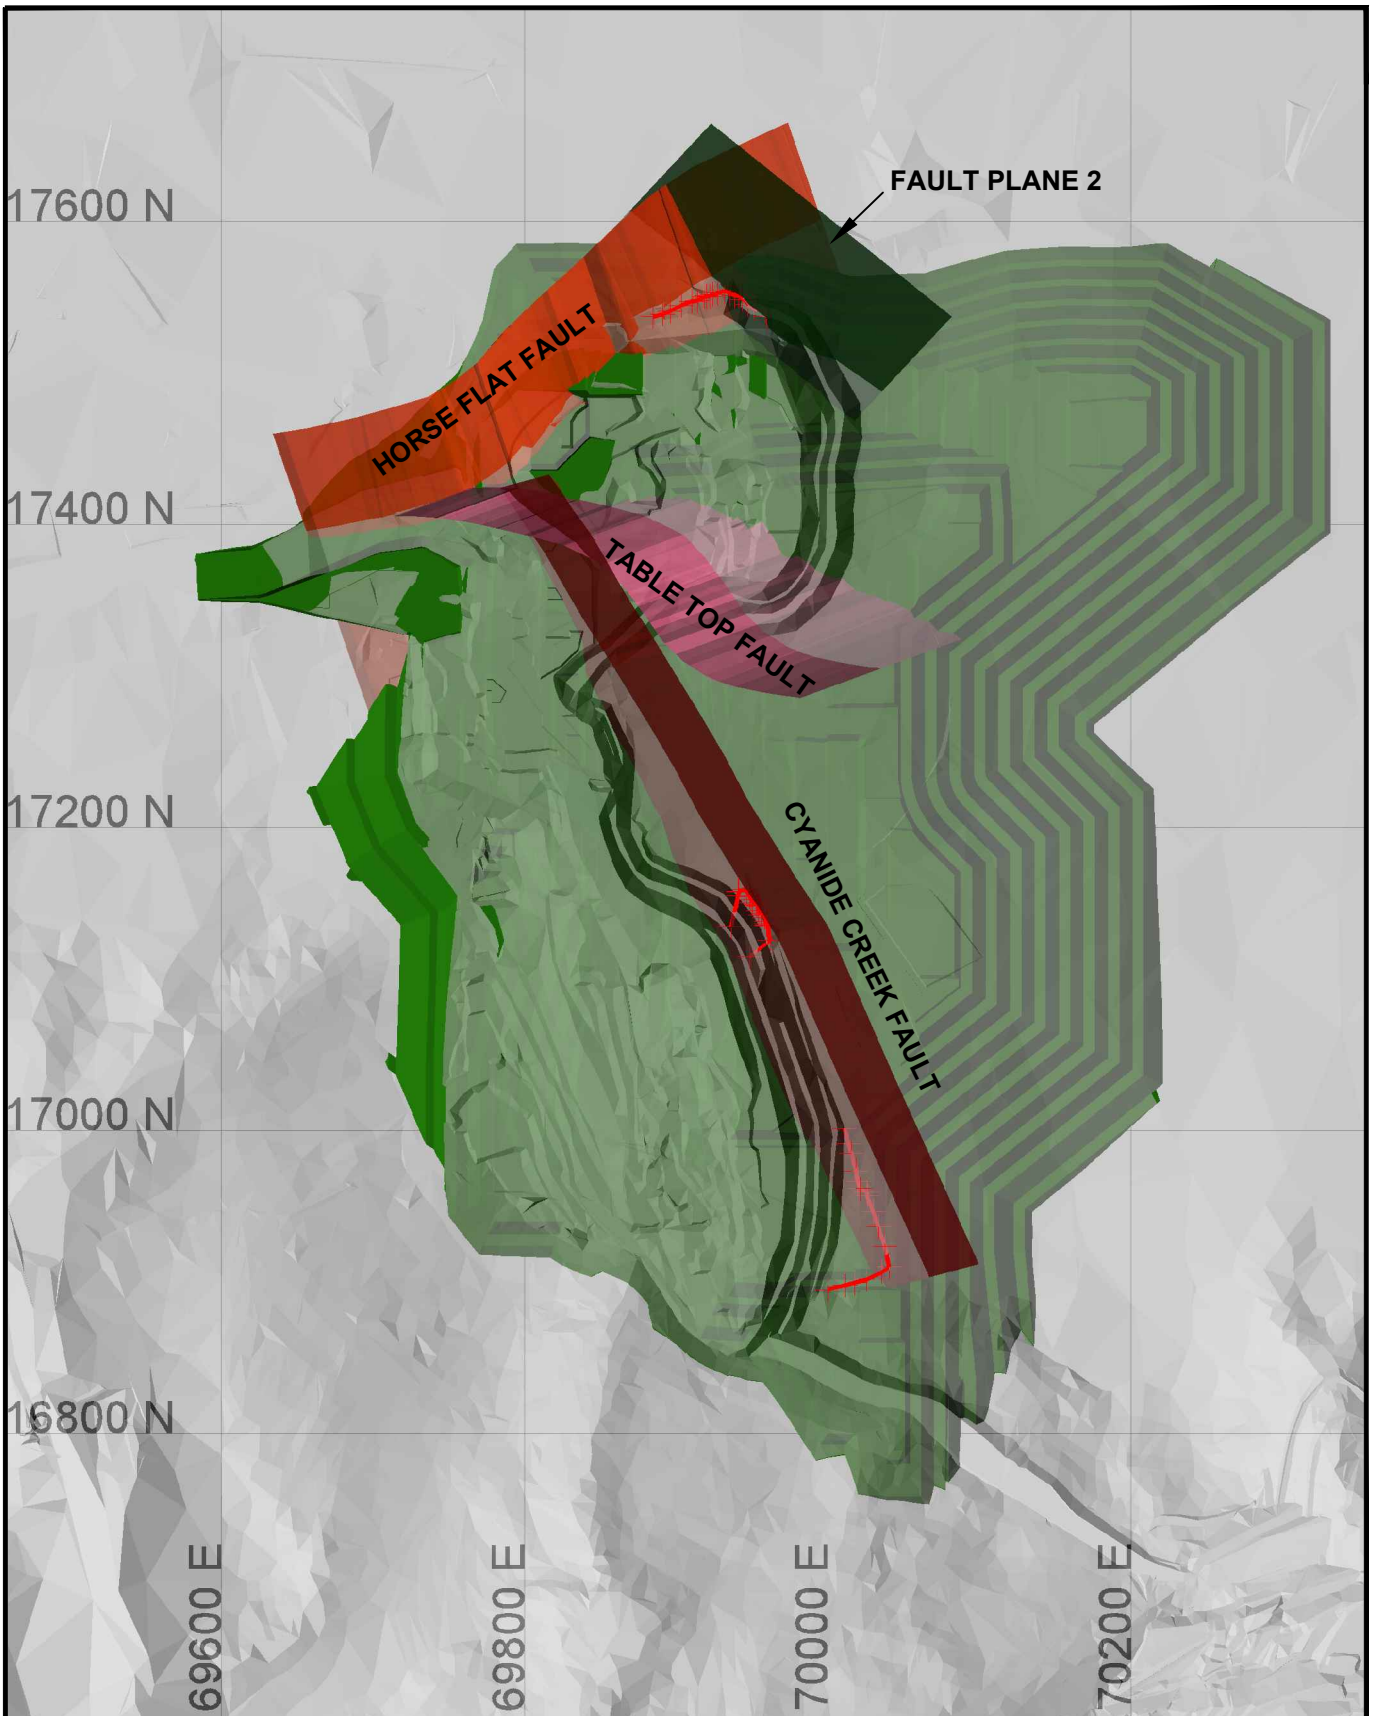 FAULT PLANE 2
17600 N
HORSE FLAT FAULT
17400 N
TABLE TOP FAULT
17200 N
CYANIDE CREEK FAULT
17000 N
16800 N
69600 E
69800 E
70000 E
70200 E